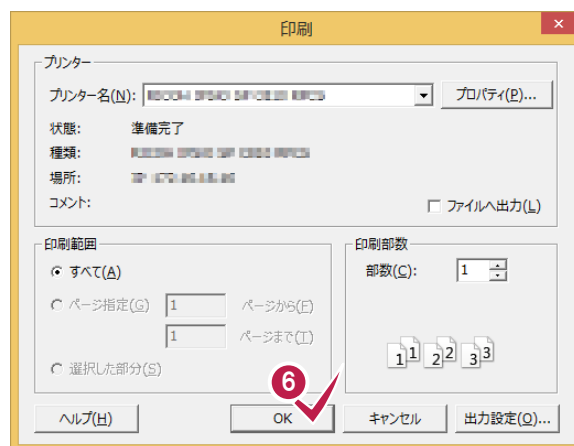 印刷
プリンター
プリンター名(N):
プロパティ(P)...
状態: 準備完了
種類:
場所:
コメント:
ファイルへ出力(L)
印刷範囲
すべて(A)
ページ指定(G) 1 ページから(F)
1 ページまで(T)
選択した部分(S)
印刷部数
部数(C): 1
1 1 2 2 3 3
6
ヘルプ(H) OK キャンセル 出力設定(O)...